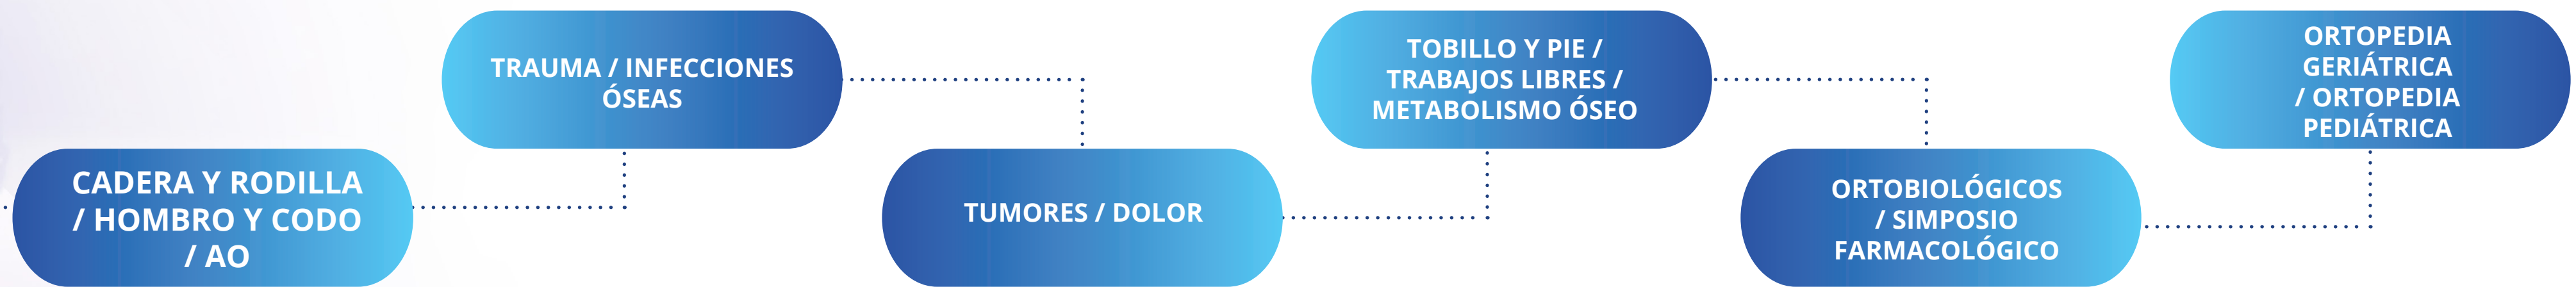 CADERA Y RODILLA
/ HOMBRO Y CODO
/ AO
TRAUMA / INFECCIONES
ÓSEAS
TUMORES / DOLOR
TOBILLO Y PIE /
TRABAJOS LIBRES /
METABOLISMO ÓSEO
ORTOBIOLÓGICOS
/ SIMPOSIO
FARMACOLÓGICO
ORTOPEDIA
GERIÁTRICA
/ ORTOPEDIA
PEDIÁTRICA